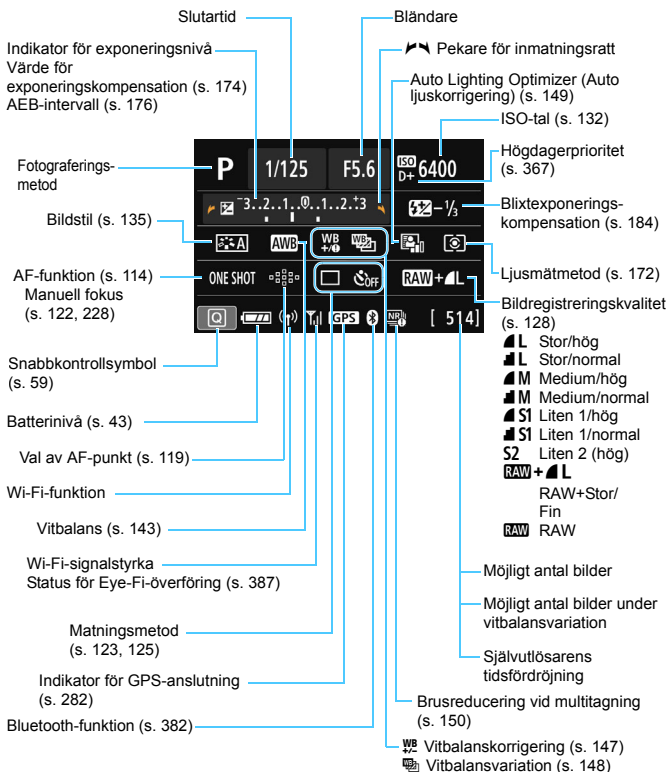 Slutartid
Bländare
Indikator för exponeringsnivå
Värde för
exponeringskompensation (s. 174)
AEB-intervall (s. 176)
Pekare för inmatningsratt
Auto Lighting Optimizer (Auto
ljuskorrigering) (s. 149)
ISO-tal (s. 132)
Fotograferings-
metod
Högdagerprioritet
(s. 367)
P 1/125 F5.6 ISO D+ 6400
-3..2..1..0..1..2..+3 -1/3
A AWB WB +/- WB
ONE SHOT OFF RAW+L
Q GPS NR [ 514]
Bildstil (s. 135)
Blixtexponerings-
kompensation (s. 184)
AF-funktion (s. 114)
Manuell fokus
(s. 122, 228)
Ljusmätmetod (s. 172)
Bildregistreringskvalitet
(s. 128)
L Stor/hög
L Stor/normal
M Medium/hög
M Medium/normal
S1 Liten 1/hög
S1 Liten 1/normal
S2 Liten 2 (hög)
RAW+L
RAW+Stor/
Fin
RAW RAW
Snabbkontrollsymbol
(s. 59)
Batterinivå (s. 43)
Val av AF-punkt (s. 119)
Wi-Fi-funktion
Vitbalans (s. 143)
Wi-Fi-signalstyrka
Status för Eye-Fi-överföring (s. 387)
Möjligt antal bilder
Möjligt antal bilder under
vitbalansvariation
Matningsmetod
(s. 123, 125)
Självutlösarens
tidsfördröjning
Indikator för GPS-anslutning
(s. 282)
Brusreducering vid multitagning
(s. 150)
Bluetooth-funktion (s. 382)
WB +/- Vitbalanskorrigering (s. 147)
WB Vitbalansvariation (s. 148)